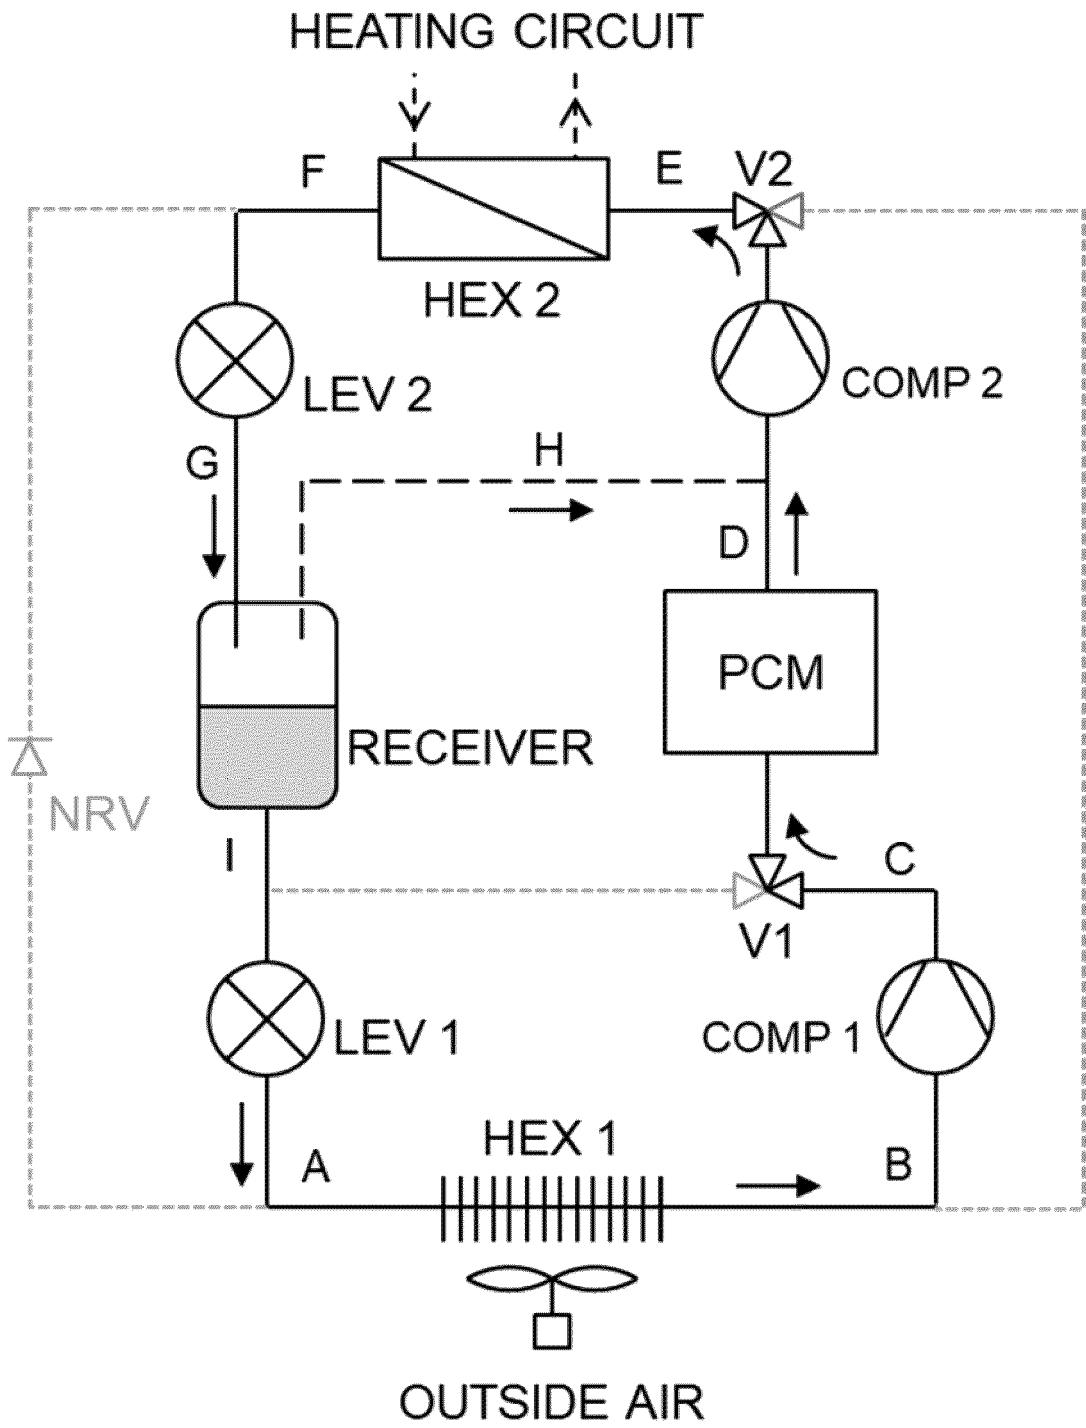 HEATING CIRCUIT
F
E
V2
HEX 2
LEV 2
COMP 2
G
H
D
PCM
RECEIVER
NRV
I
C
V1
LEV 1
COMP 1
HEX 1
A
B
OUTSIDE AIR